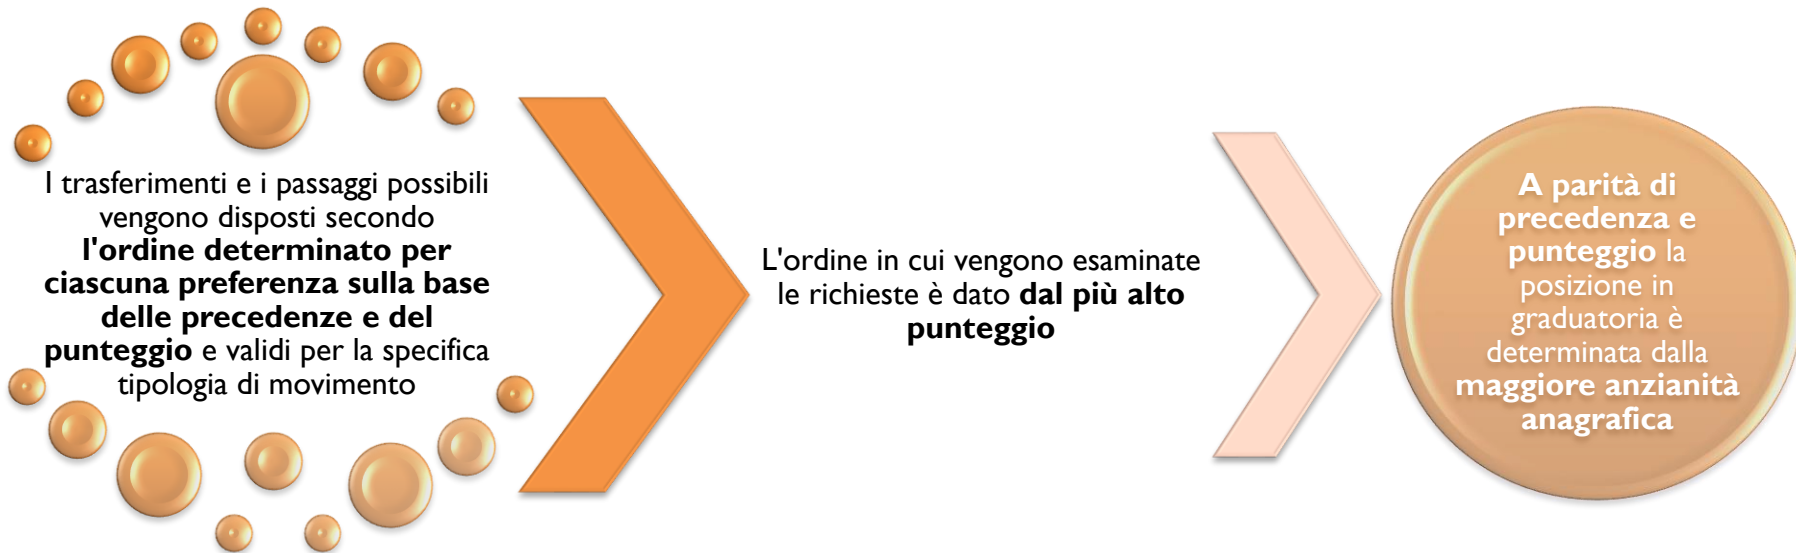 I trasferimenti e i passaggi possibili
vengono disposti secondo
l'ordine determinato per
ciascuna preferenza sulla base
delle precedenze e del
punteggio e validi per la specifica
tipologia di movimento
L'ordine in cui vengono esaminate
le richieste è dato dal più alto
punteggio
A parità di
precedenza e
punteggio la
posizione in
graduatoria è
determinata dalla
maggiore anzianità
anagrafica